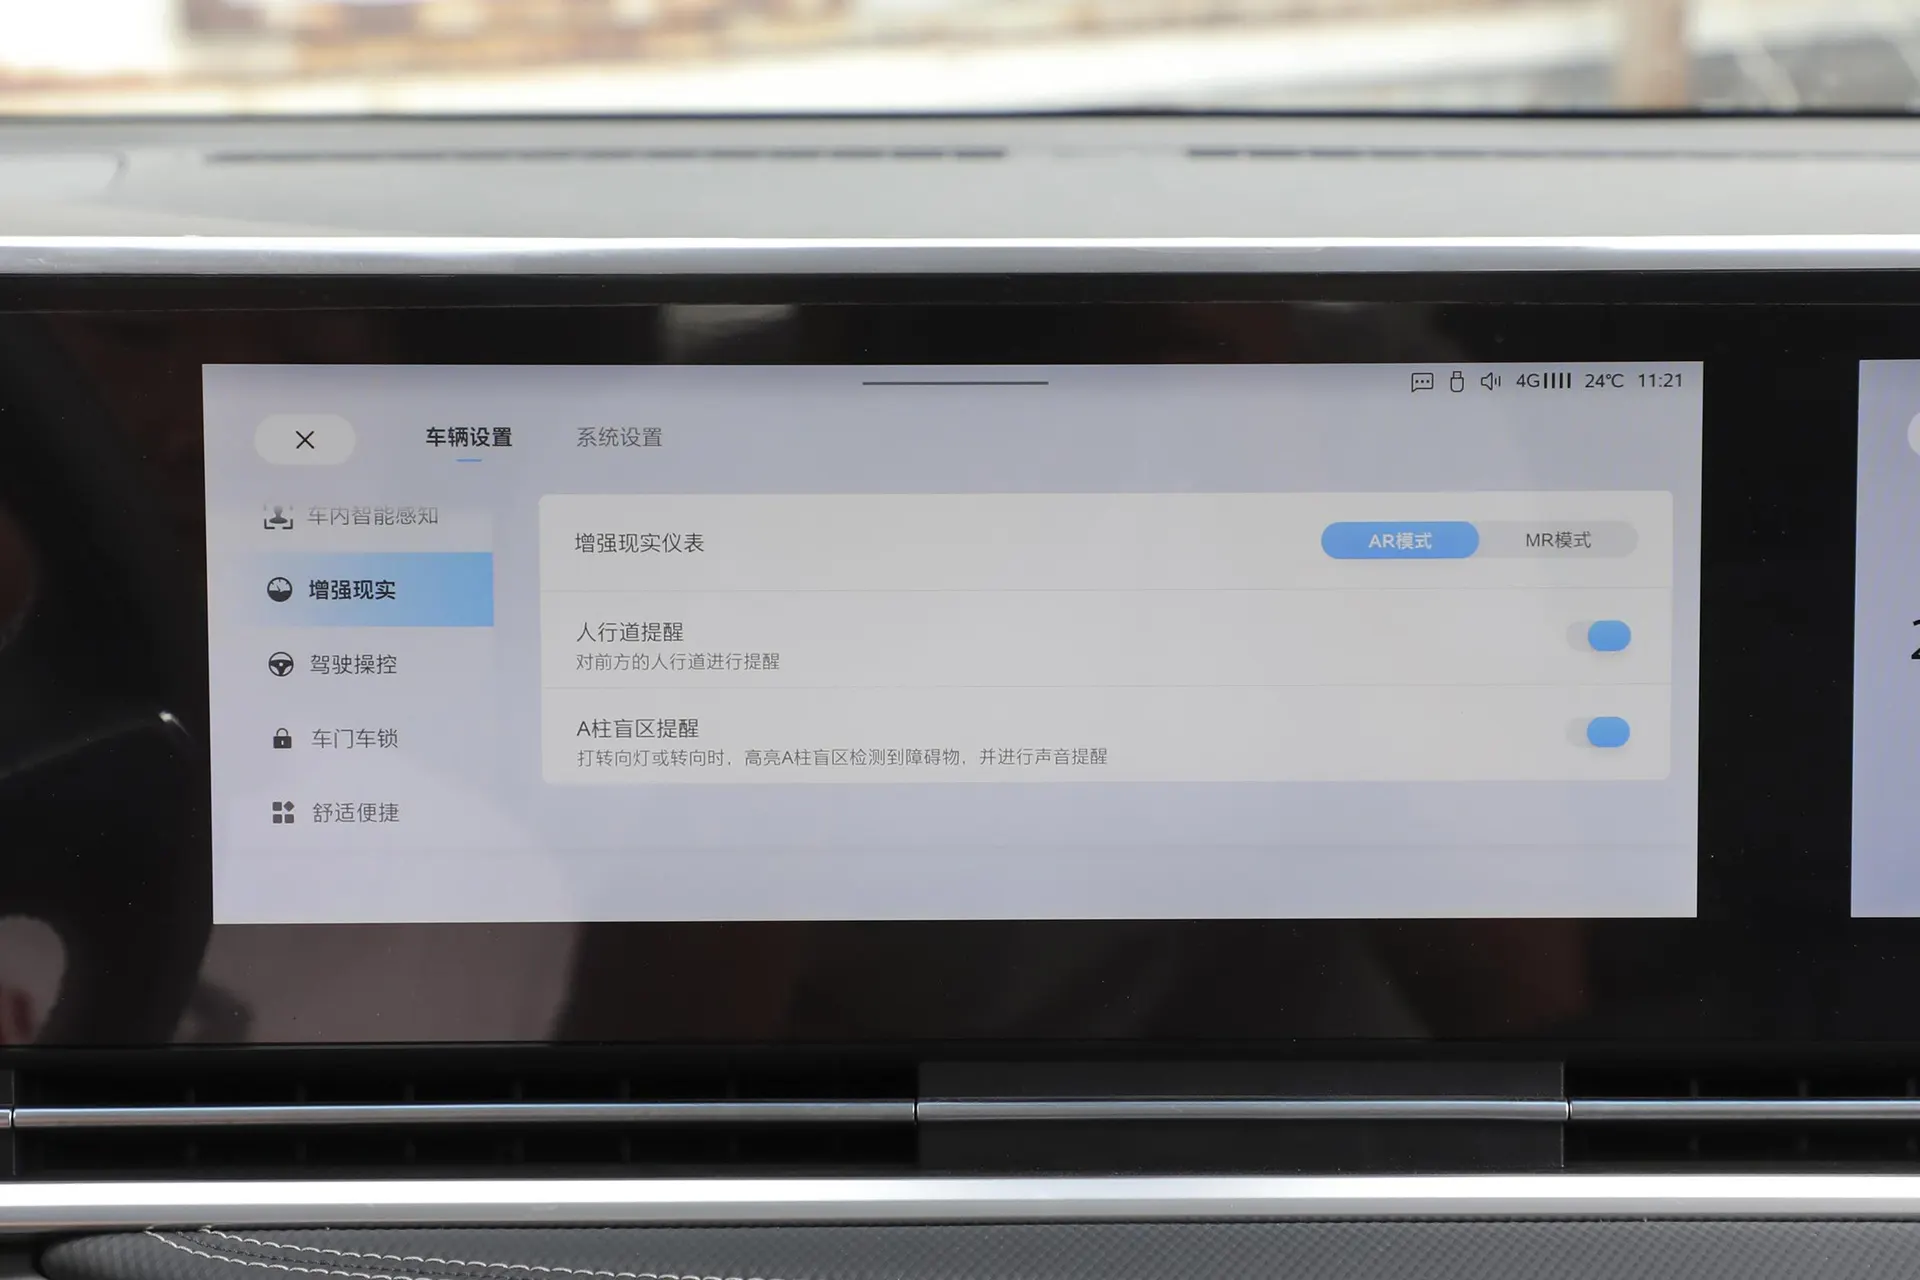 4G 24℃ 11:21
车辆设置 系统设置
车内智能感知
增强现实
驾驶操控
车门车锁
舒适便捷
增强现实仪表 AR模式 MR模式
人行道提醒
对前方的人行道进行提醒
A柱盲区提醒
打转向灯或转向时，高亮A柱盲区检测到障碍物，并进行声音提醒